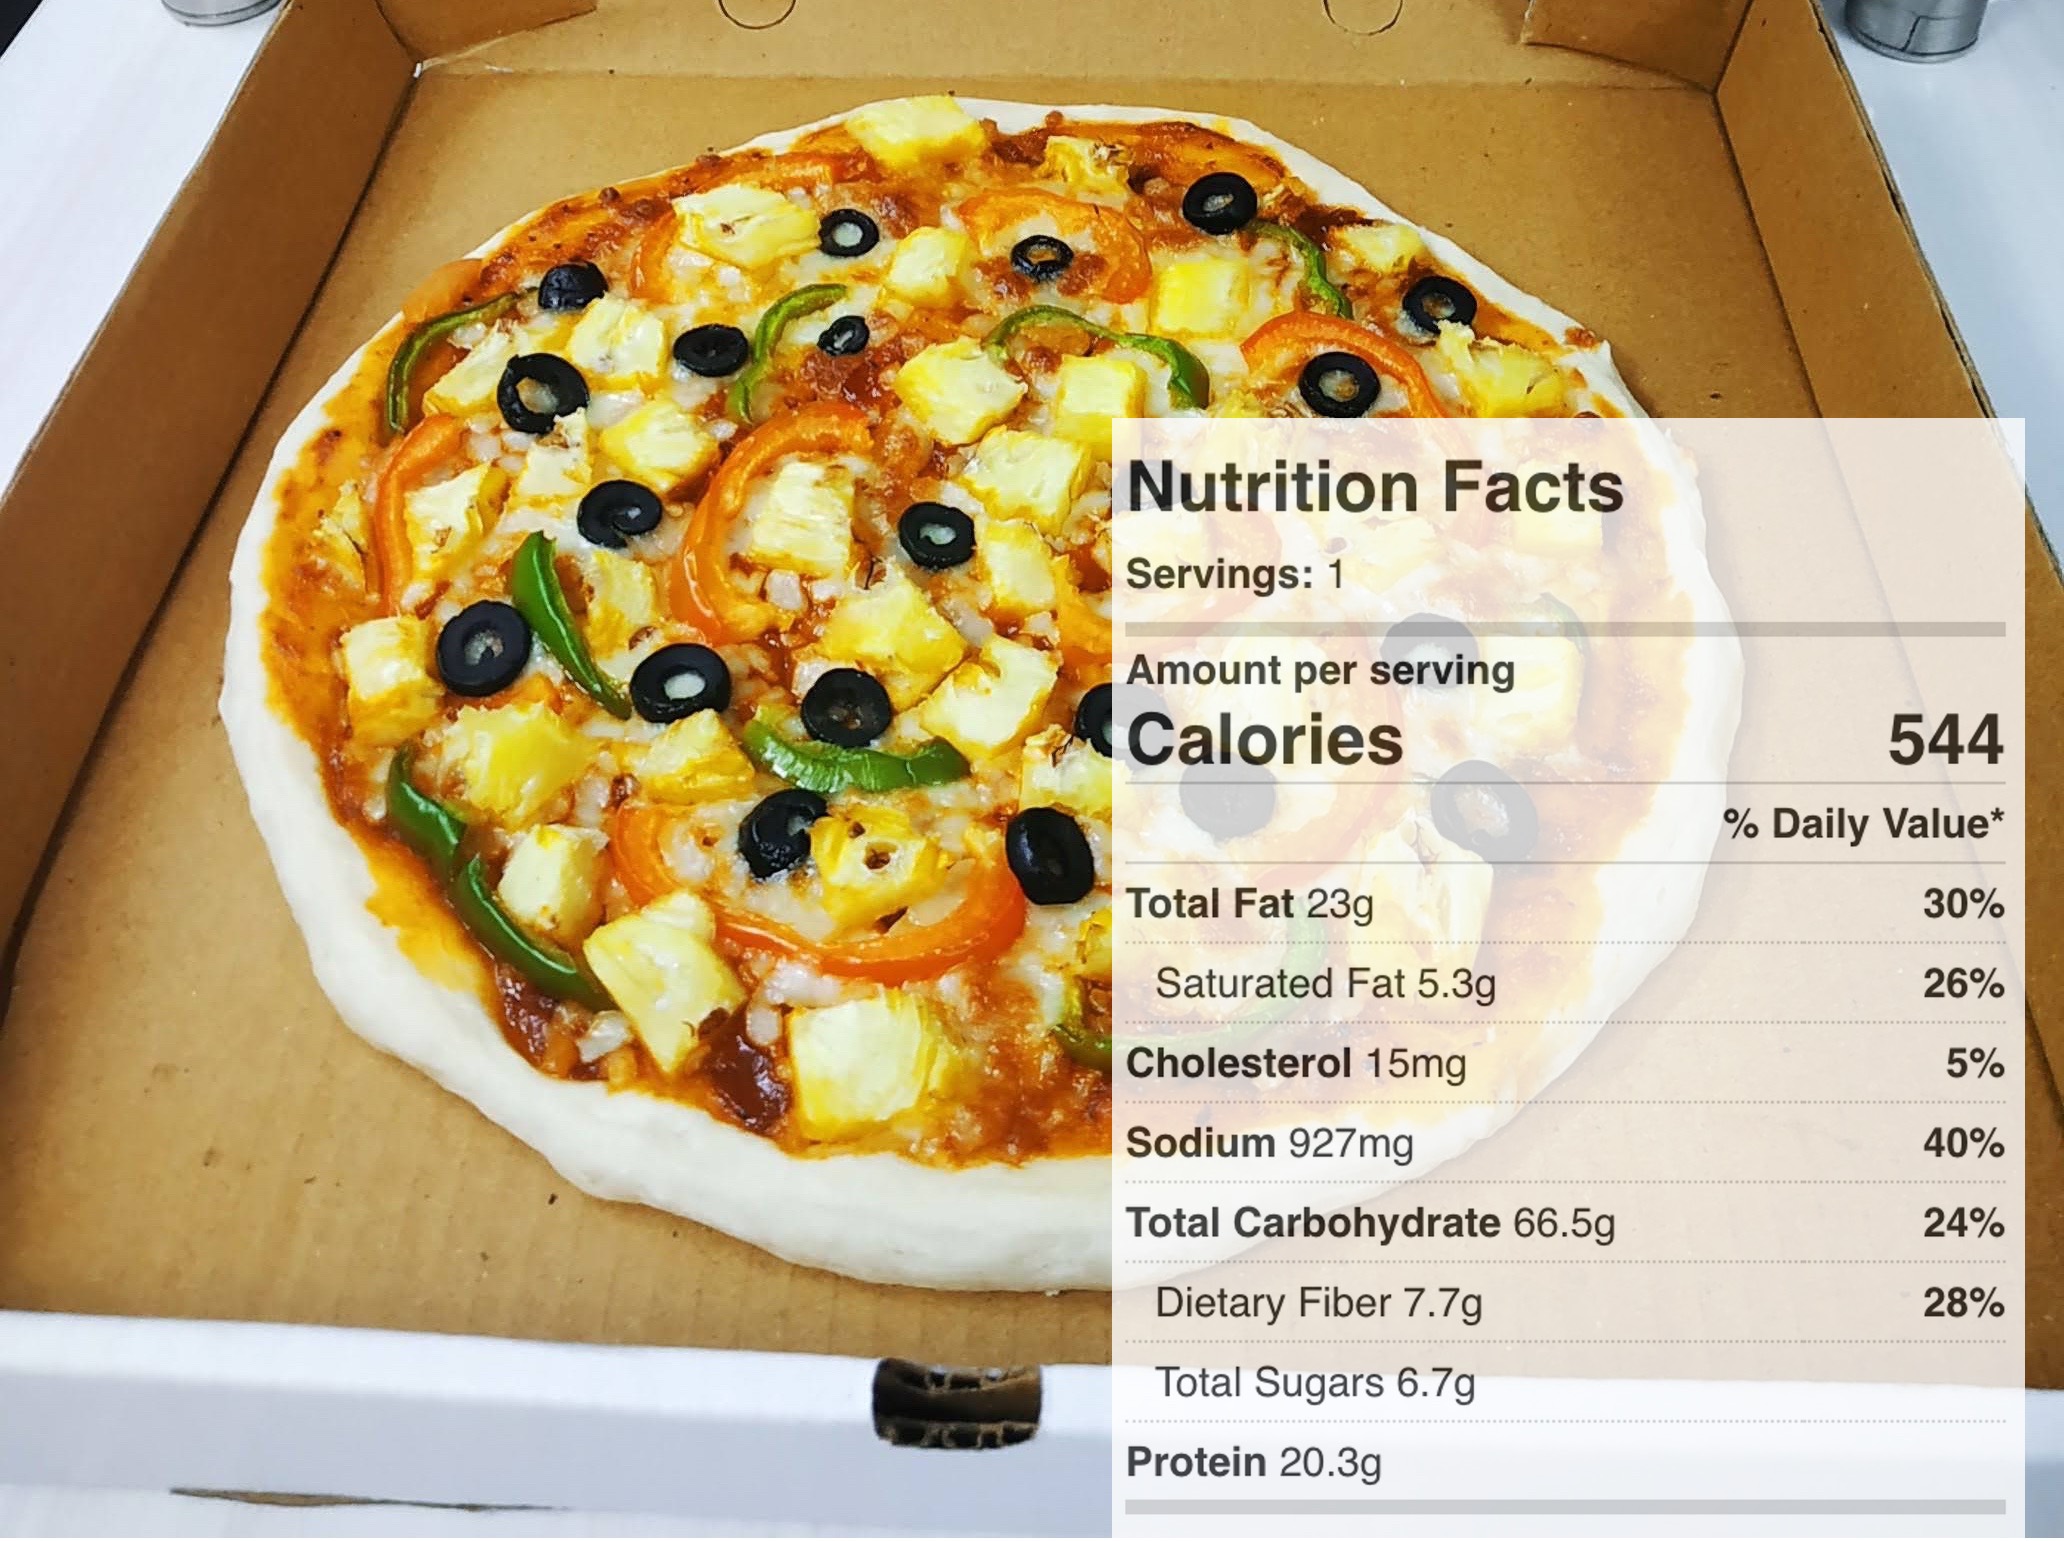 Nutrition Facts
Servings: 1
Amount per serving
Calories 544
% Daily Value*
Total Fat 23g 30%
Saturated Fat 5.3g 26%
Cholesterol 15mg 5%
Sodium 927mg 40%
Total Carbohydrate 66.5g 24%
Dietary Fiber 7.7g 28%
Total Sugars 6.7g
Protein 20.3g